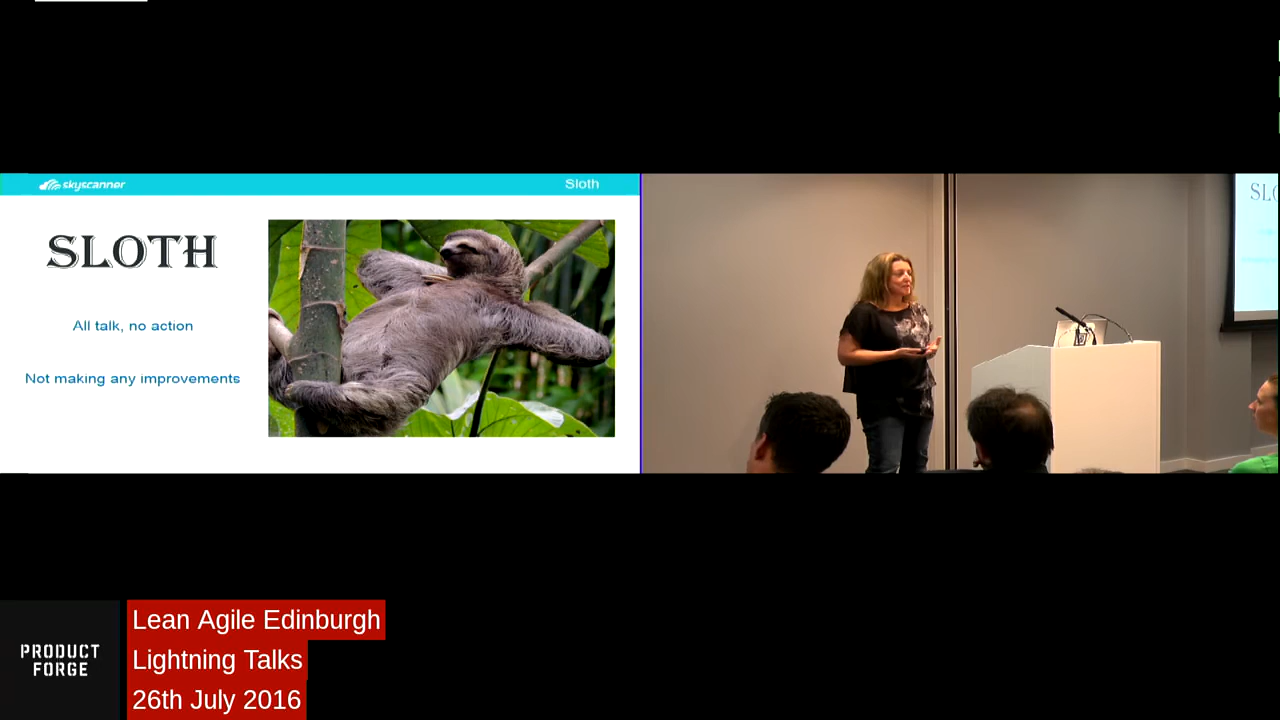 skyscanner
Sloth
SLOTH
All talk, no action
Not making any improvements
SLO
PRODUCT
FORGE
Lean Agile Edinburgh
Lightning Talks
26th July 2016